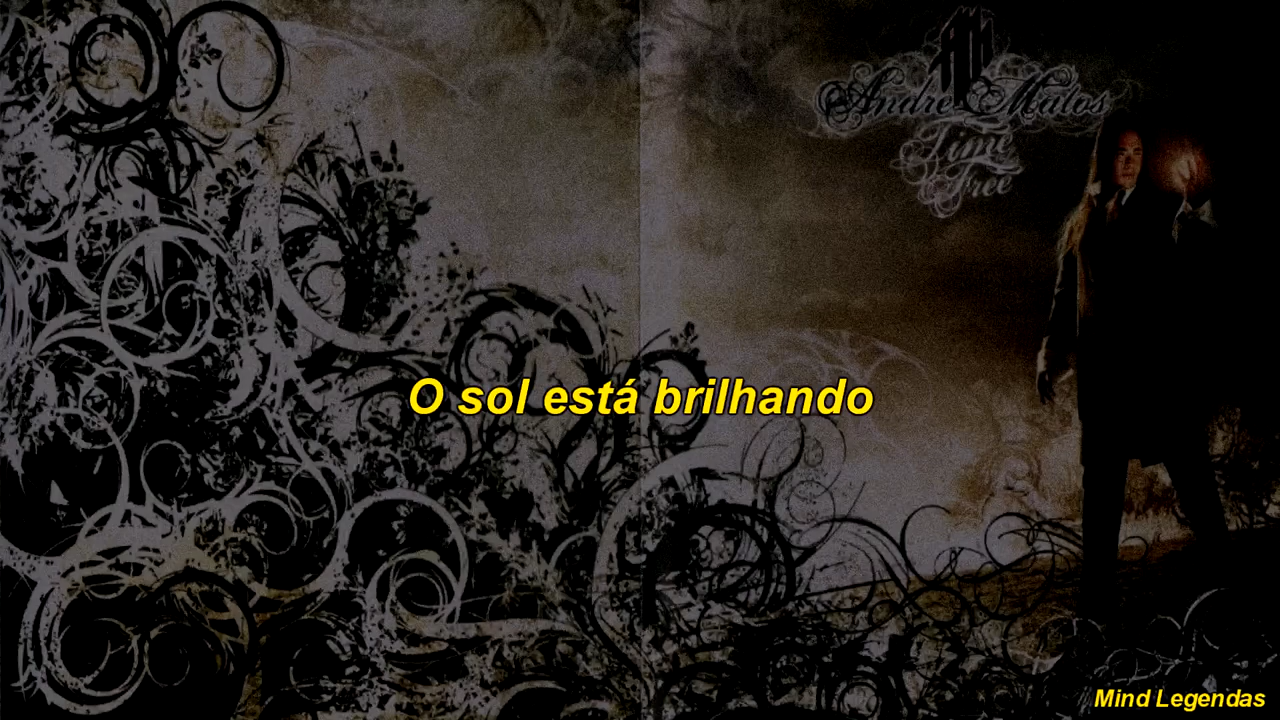 Andre Matos
Time
Free
O sol está brilhando
Mind Legendas